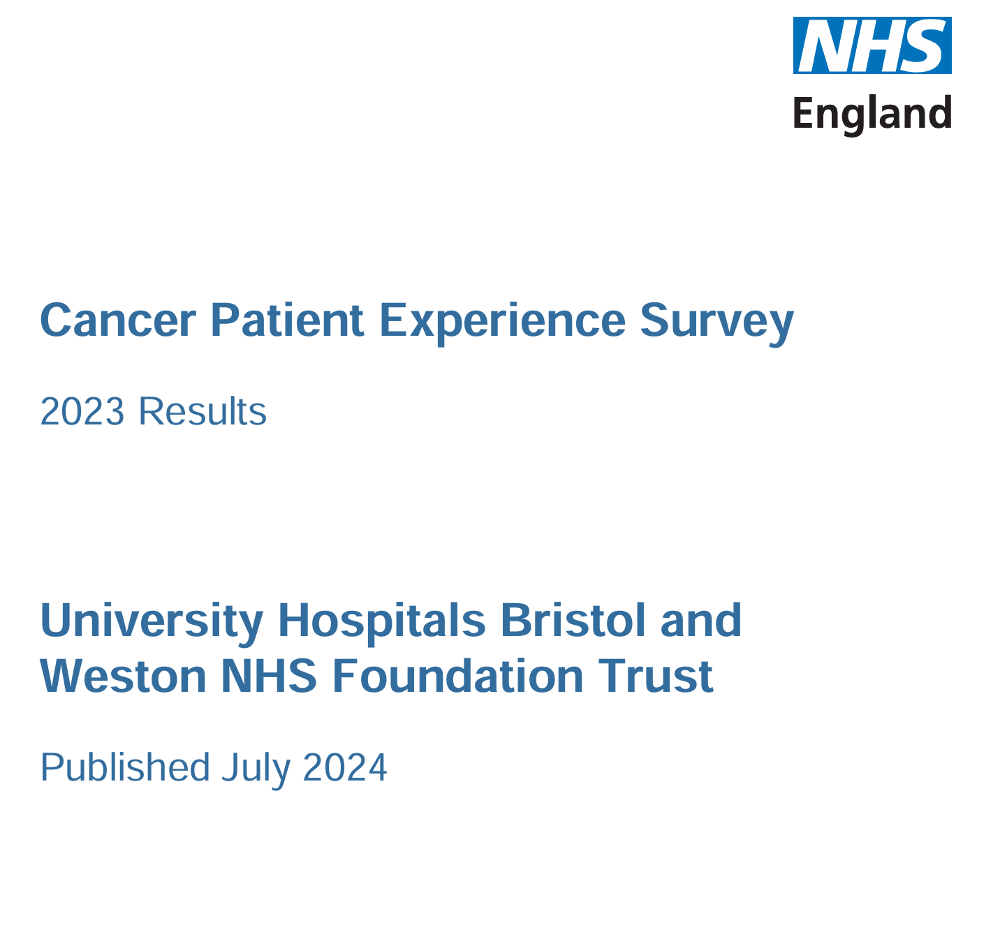 NHS
England
Cancer Patient Experience Survey
2023 Results
University Hospitals Bristol and
Weston NHS Foundation Trust
Published July 2024